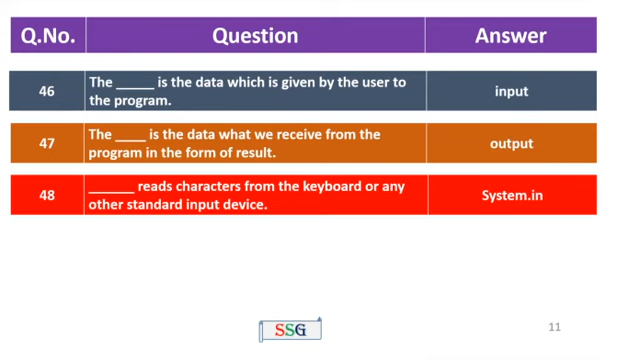 Q.No. Question Answer
46 The _____ is the data which is given by the user to the program. input
47 The ____ is the data what we receive from the program in the form of result. output
48 ______ reads characters from the keyboard or any other standard input device. System.in
SSG
11